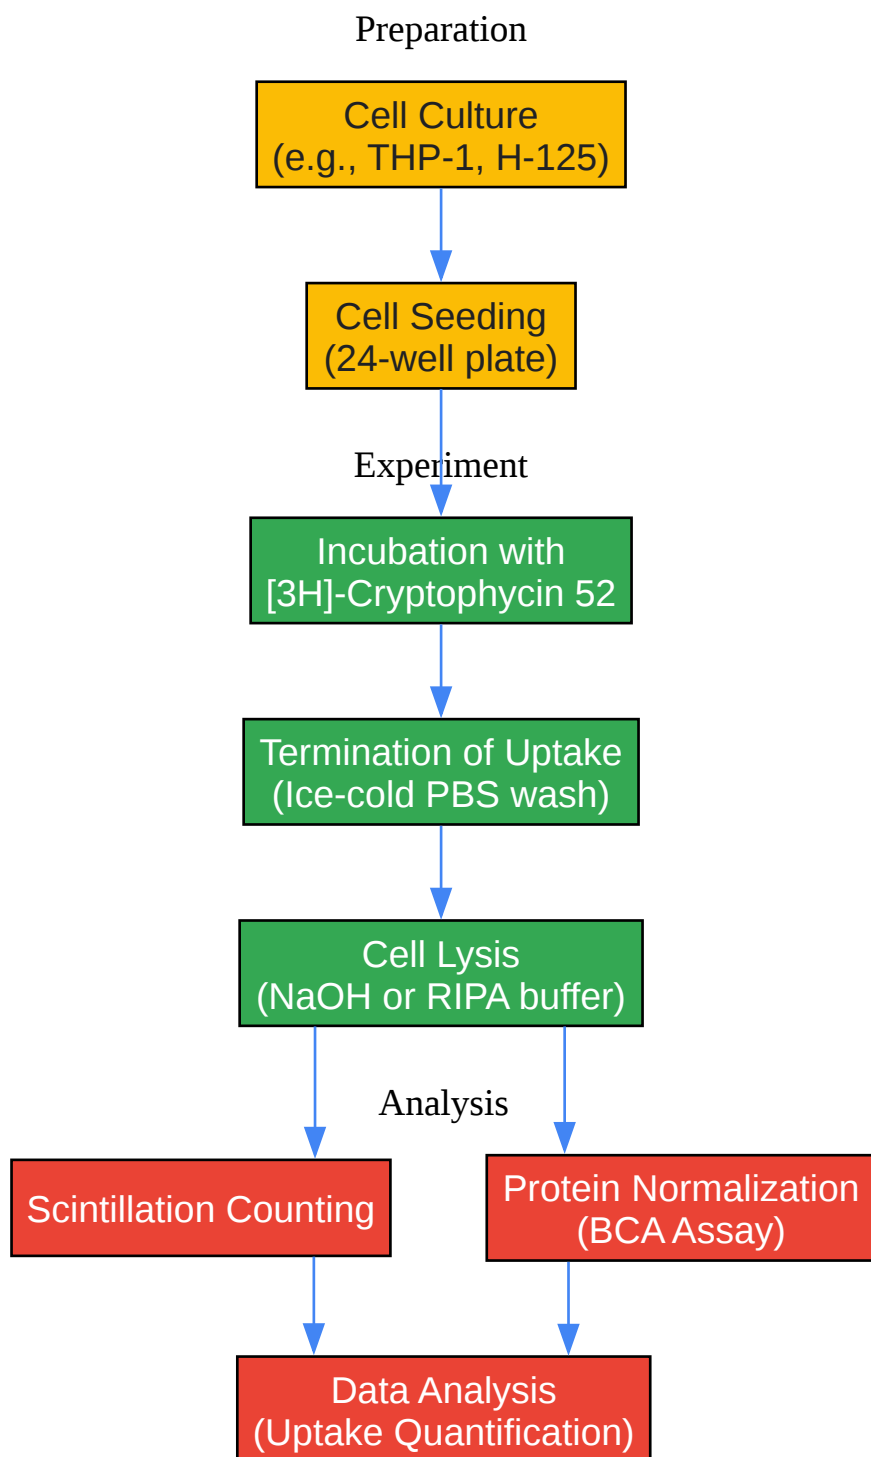 Preparation
Cell Culture
(e.g., THP-1, H-125)
Cell Seeding
(24-well plate)
Experiment
Incubation with
[3H]-Cryptophycin 52
Termination of Uptake
(Ice-cold PBS wash)
Cell Lysis
(NaOH or RIPA buffer)
Analysis
Scintillation Counting
Protein Normalization
(BCA Assay)
Data Analysis
(Uptake Quantification)